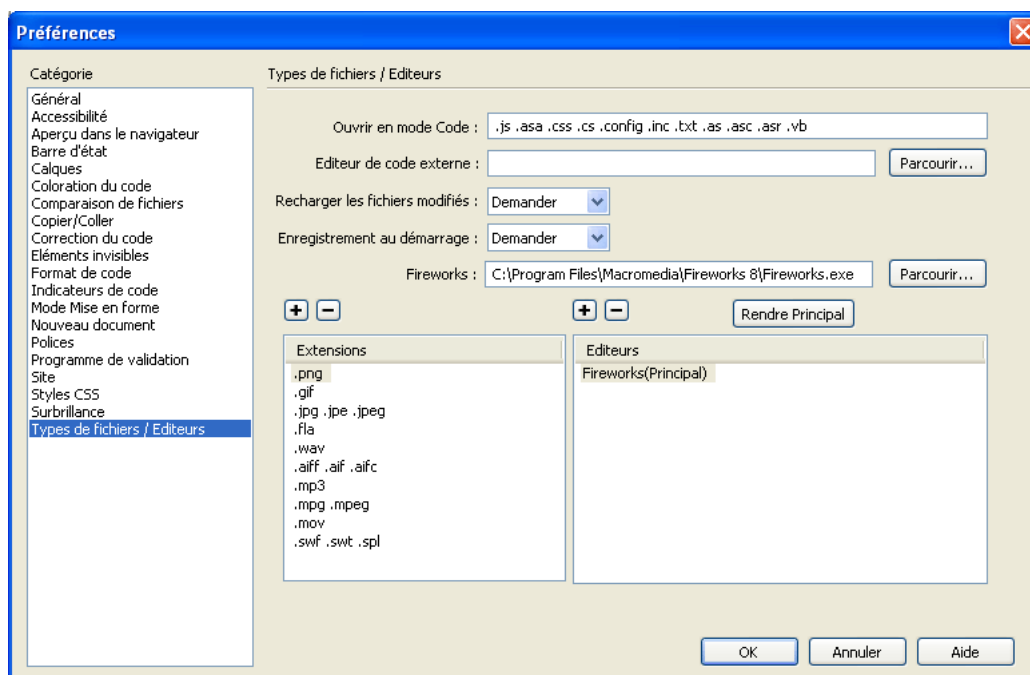 Préférences
Catégorie
Général
Accessibilité
Aperçu dans le navigateur
Barre d'état
Calques
Coloration du code
Comparaison de fichiers
Copier/Coller
Correction du code
Eléments invisibles
Format de code
Indicateurs de code
Mode Mise en forme
Nouveau document
Polices
Programme de validation
Site
Styles CSS
Surbrillance
Types de fichiers / Editeurs
Types de fichiers / Editeurs
Ouvrir en mode Code : .js .asa .css .cs .config .inc .txt .as .asc .asr .vb
Editeur de code externe : Parcourir...
Recharger les fichiers modifiés : Demander
Enregistrement au démarrage : Demander
Fireworks : C:\Program Files\Macromedia\Fireworks 8\Fireworks.exe Parcourir...
Rendre Principal
Extensions
.png
.gif
.jpg .jpe .jpeg
.fla
.wav
.aiff .aif .aifc
.mp3
.mpg .mpeg
.mov
.swf .swt .spl
Editeurs
Fireworks(Principal)
OK Annuler Aide